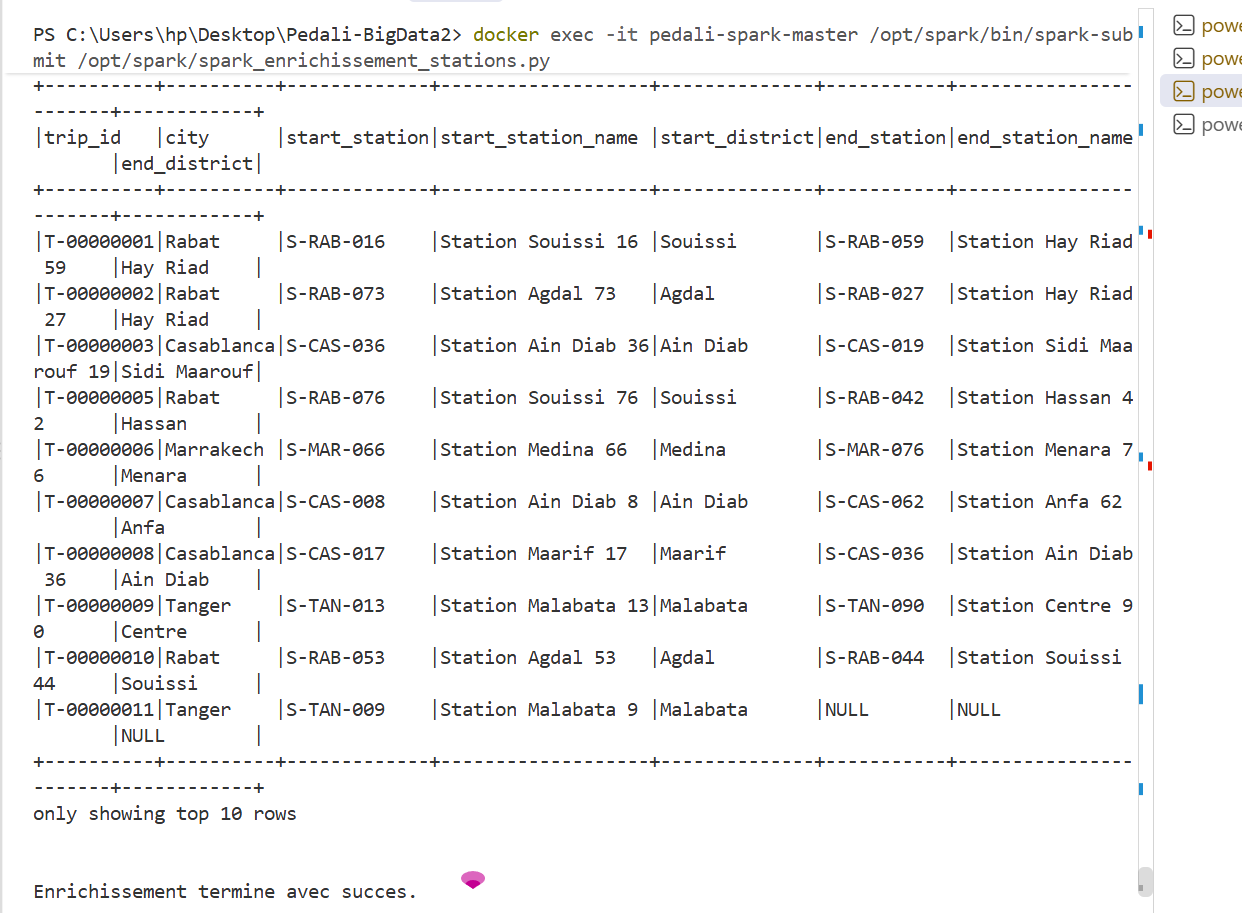 PS C:\Users\hp\Desktop\Pedali-BigData2> docker exec -it pedali-spark-master /opt/spark/bin/spark-sub
mit /opt/spark/spark_enrichissement_stations.py
+----------+----------+-------------+-------------------+--------------+-----------+----------------
-------+------------+
|trip_id   |city      |start_station|start_station_name |start_district|end_station|end_station_name
       |end_district|
+----------+----------+-------------+-------------------+--------------+-----------+----------------
-------+------------+
|T-00000001|Rabat     |S-RAB-016    |Station Souissi 16 |Souissi       |S-RAB-059  |Station Hay Riad
 59    |Hay Riad    |
|T-00000002|Rabat     |S-RAB-073    |Station Agdal 73   |Agdal         |S-RAB-027  |Station Hay Riad
 27    |Hay Riad    |
|T-00000003|Casablanca|S-CAS-036    |Station Ain Diab 36|Ain Diab      |S-CAS-019  |Station Sidi Maa
rouf 19|Sidi Maarouf|
|T-00000005|Rabat     |S-RAB-076    |Station Souissi 76 |Souissi       |S-RAB-042  |Station Hassan 4
2      |Hassan      |
|T-00000006|Marrakech |S-MAR-066    |Station Medina 66  |Medina        |S-MAR-076  |Station Menara 7
6      |Menara      |
|T-00000007|Casablanca|S-CAS-008    |Station Ain Diab 8 |Ain Diab      |S-CAS-062  |Station Anfa 62
       |Anfa        |
|T-00000008|Casablanca|S-CAS-017    |Station Maarif 17  |Maarif        |S-CAS-036  |Station Ain Diab
 36    |Ain Diab    |
|T-00000009|Tanger    |S-TAN-013    |Station Malabata 13|Malabata      |S-TAN-090  |Station Centre 9
0      |Centre      |
|T-00000010|Rabat     |S-RAB-053    |Station Agdal 53   |Agdal         |S-RAB-044  |Station Souissi
44     |Souissi     |
|T-00000011|Tanger    |S-TAN-009    |Station Malabata 9 |Malabata      |NULL       |NULL
       |NULL        |
+----------+----------+-------------+-------------------+--------------+-----------+----------------
-------+------------+
only showing top 10 rows
Enrichissement termine avec succes.
powe
powe
powe
powe